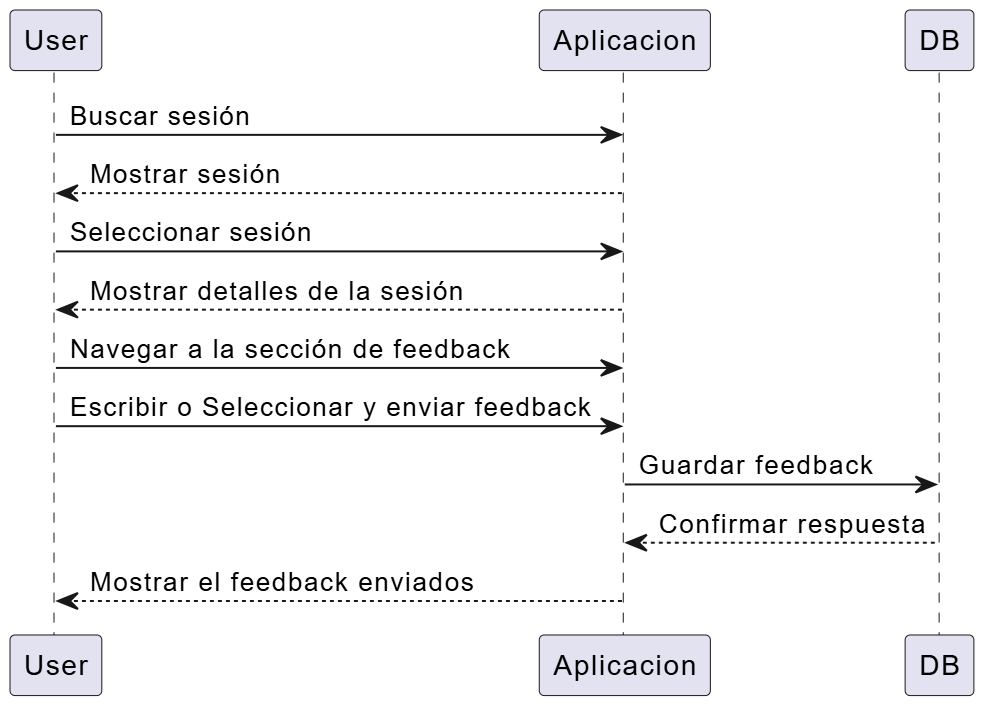 User
Aplicacion
DB
Buscar sesión
Mostrar sesión
Seleccionar sesión
Mostrar detalles de la sesión
Navegar a la sección de feedback
Escribir o Seleccionar y enviar feedback
Guardar feedback
Confirmar respuesta
Mostrar el feedback enviados
User
Aplicacion
DB